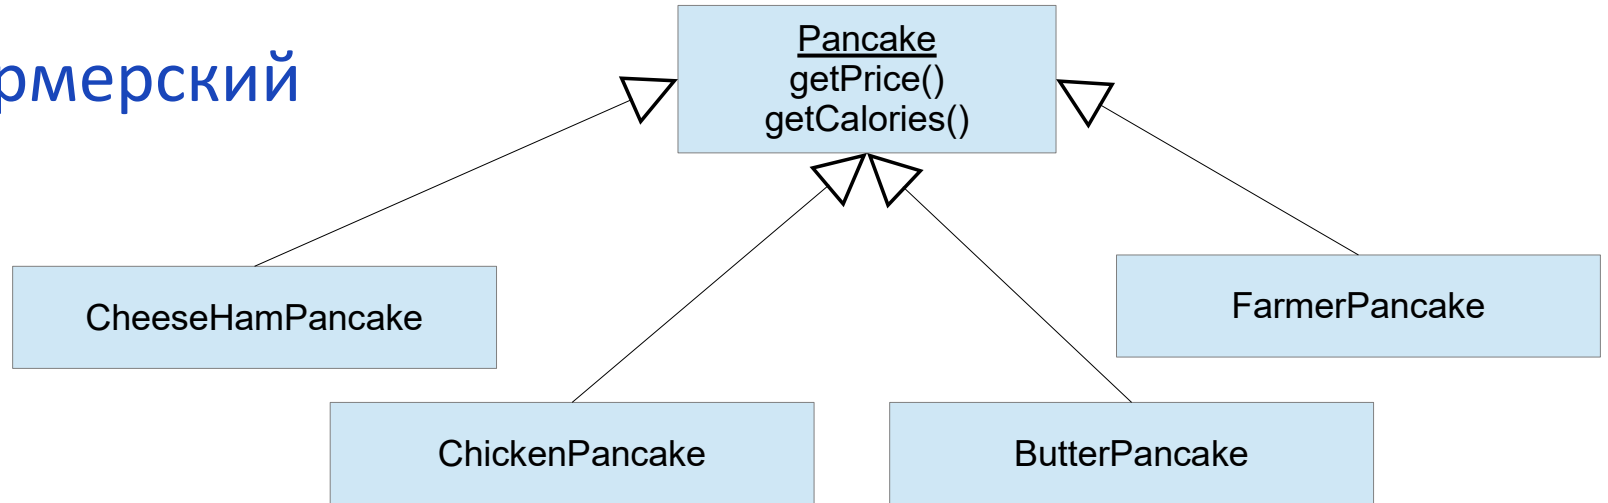 рмерский
Pancake
getPrice()
getCalories()
CheeseHamPancake
FarmerPancake
ChickenPancake
ButterPancake